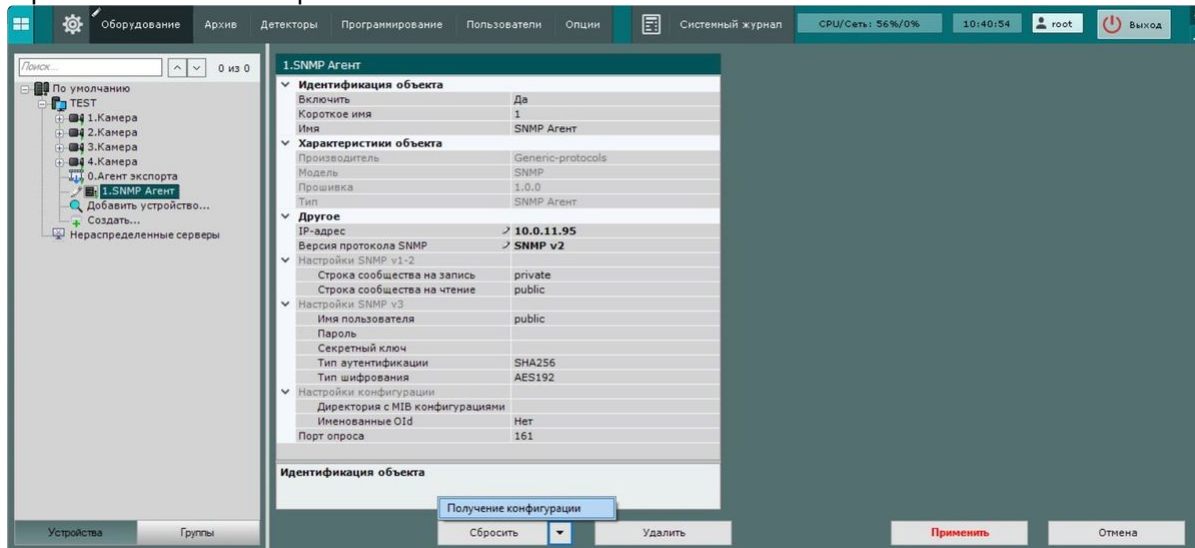 Оборудование Архив Детекторы Программирование Пользователи Опции Системный журнал CPU/Сеть: 56%/0% 10:40:54 root Выход
Поиск... 0 из 0
По умолчанию
TEST
1.Камера
2.Камера
3.Камера
4.Камера
0.Агент экспорта
1.SNMP Агент
Добавить устройство...
Создать...
Нераспределенные серверы
Устройства Группы
1.SNMP Агент
Идентификация объекта
Включить Да
Короткое имя 1
Имя SNMP Агент
Характеристики объекта
Производитель Generic-protocols
Модель SNMP
Прошивка 1.0.0
Тип SNMP Агент
Другое
IP-адрес 10.0.11.95
Версия протокола SNMP SNMP v2
Настройки SNMP v1-2
Строка сообщества на запись private
Строка сообщества на чтение public
Настройки SNMP v3
Имя пользователя public
Пароль
Секретный ключ
Тип аутентификации SHA256
Тип шифрования AES192
Настройки конфигурации
Директория с MIB конфигурациями
Именованные OId Нет
Порт опроса 161
Идентификация объекта
Получение конфигурации
Сбросить Удалить Применить Отмена